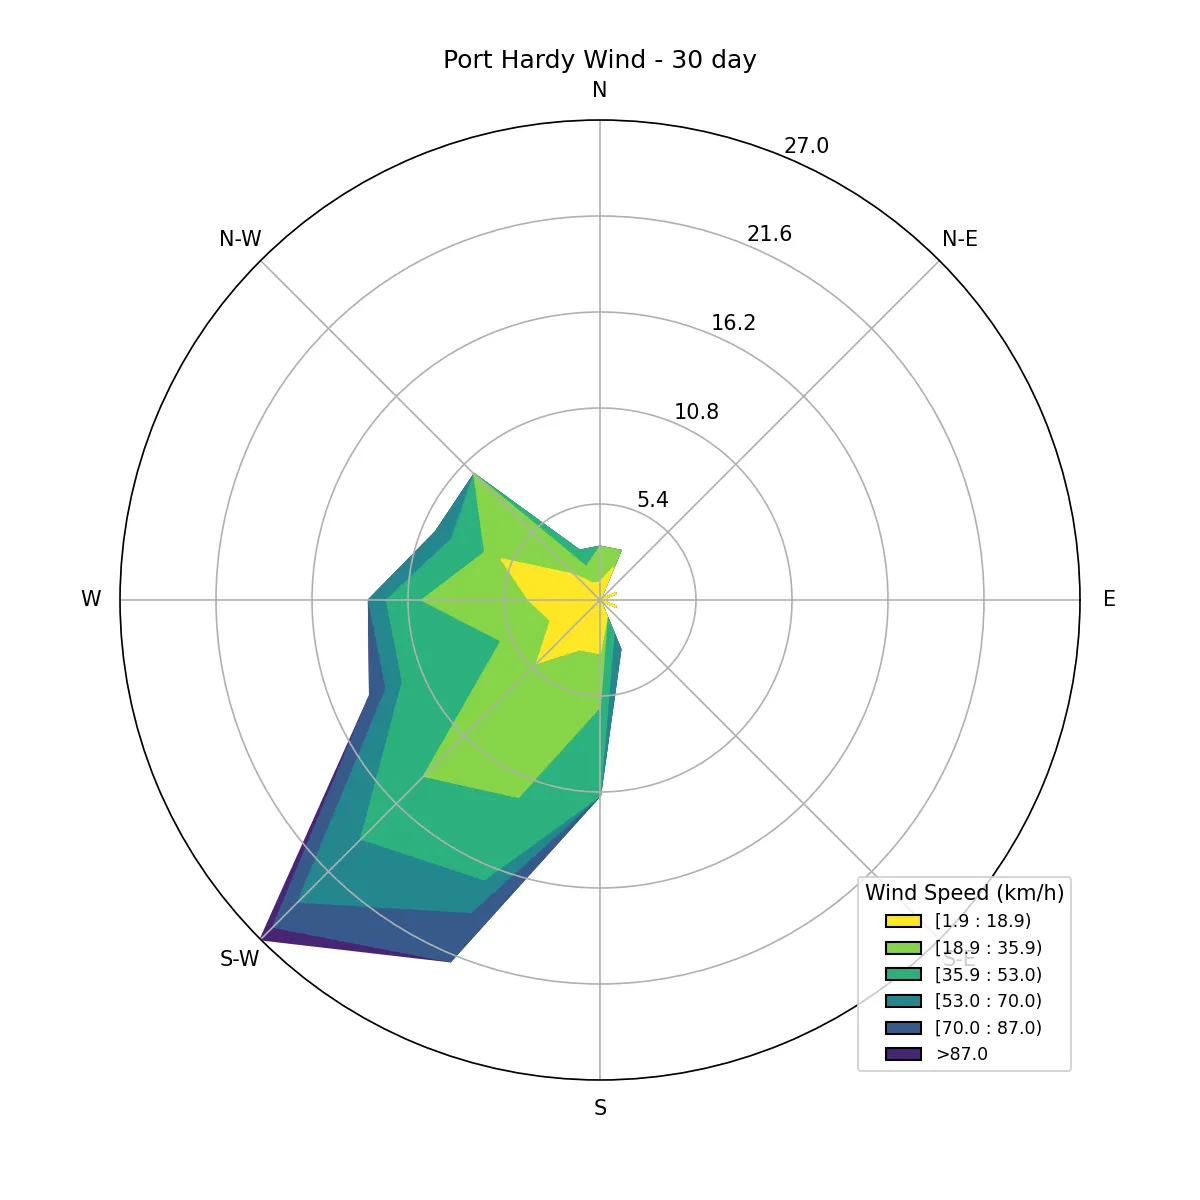 Port Hardy Wind - 30 day
N
27.0
N-W
21.6
N-E
16.2
10.8
5.4
W
E
S-W
S-E
Wind Speed (km/h)
[1.9 : 18.9)
[18.9 : 35.9)
[35.9 : 53.0)
[53.0 : 70.0)
[70.0 : 87.0)
>87.0
S